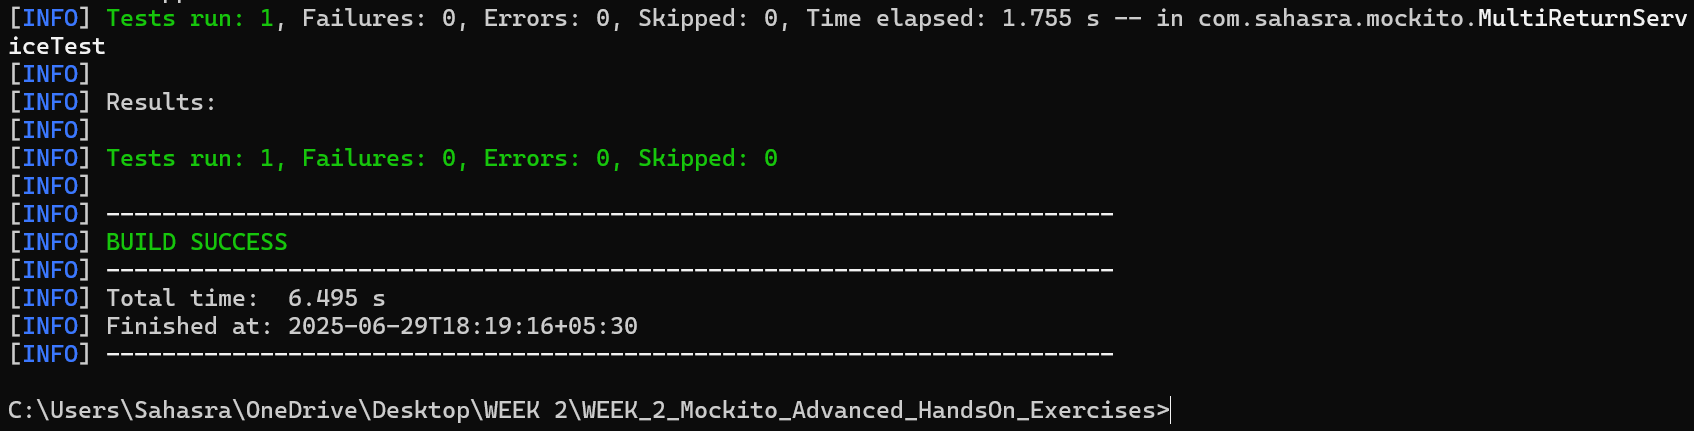 [INFO] Tests run: 1, Failures: 0, Errors: 0, Skipped: 0, Time elapsed: 1.755 s -- in com.sahasra.mockito.MultiReturnServ
iceTest
[INFO]
[INFO] Results:
[INFO]
[INFO] Tests run: 1, Failures: 0, Errors: 0, Skipped: 0
[INFO]
[INFO] ------------------------------------------------------------------------
[INFO] BUILD SUCCESS
[INFO] ------------------------------------------------------------------------
[INFO] Total time:  6.495 s
[INFO] Finished at: 2025-06-29T18:19:16+05:30
[INFO] ------------------------------------------------------------------------
C:\Users\Sahasra\OneDrive\Desktop\WEEK 2\WEEK_2_Mockito_Advanced_HandsOn_Exercises>